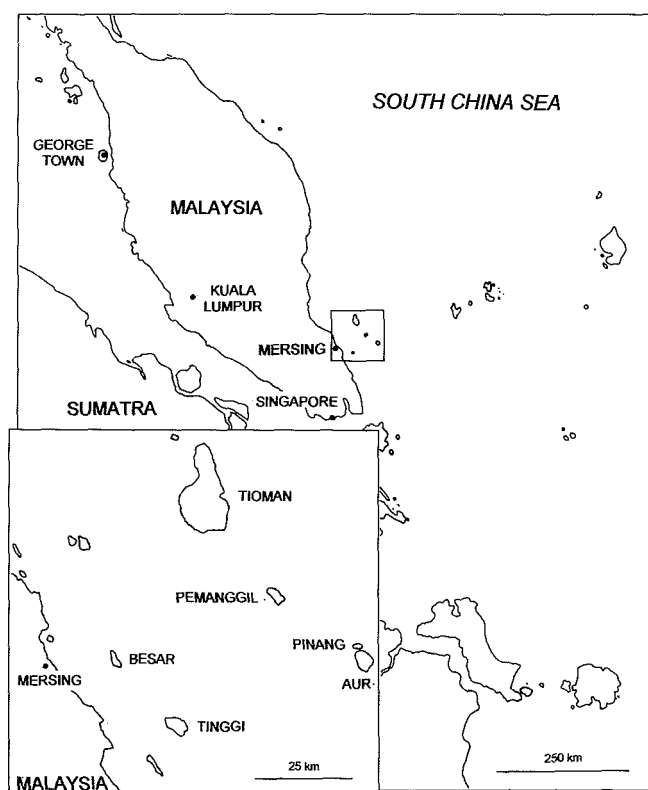 SOUTH CHINA SEA
GEORGE
TOWN
MALAYSIA
KUALA
LUMPUR
MERSING
SINGAPORE
SUMATRA
TIOMAN
PEMANGGIL
PINANG
BESAR
AUR
MERSING
TINGGI
25 km
250 km
MALAYSIA